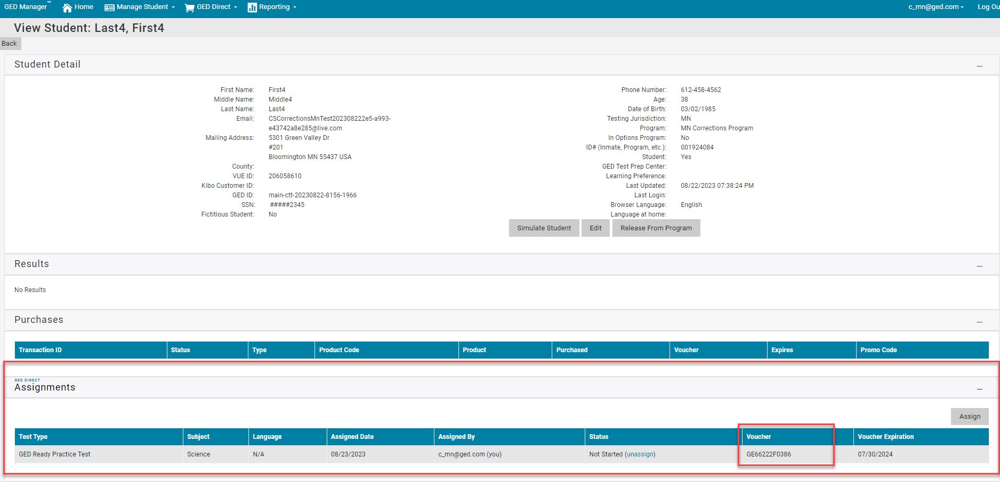 GED Manager™ Home Manage Student GED Direct Reporting c_mn@ged.com Log Ou
View Student: Last4, First4
Back
Student Detail
First Name: First4
Middle Name: Middle4
Last Name: Last4
Email: CSCorrectionsMnTest202308222e5-a993-
e43742a8e285@live.com
Mailing Address: 5301 Green Valley Dr
#201
Bloomington MN 55437 USA
County:
VUE ID: 206058610
Kibo Customer ID:
GED ID: main-ctt-20230822-8156-1966
SSN: #####2345
Fictitious Student: No
Phone Number: 612-458-4562
Age: 38
Date of Birth: 03/02/1985
Testing Jurisdiction: MN
Program: MN Corrections Program
In Options Program: No
ID# (Inmate, Program, etc.): 001924084
Student: Yes
GED Test Prep Center:
Learning Preference:
Last Updated: 08/22/2023 07:38:24 PM
Last Login:
Browser Language: English
Language at home:
Simulate Student Edit Release From Program
Results
No Results
Purchases
Transaction ID Status Type Product Code Product Purchased Voucher Expires Promo Code
GED DIRECT
Assignments
Assign
Test Type Subject Language Assigned Date Assigned By Status Voucher Voucher Expiration
GED Ready Practice Test Science N/A 08/23/2023 c_mn@ged.com (you) Not Started (unassign) GE66222F0386 07/30/2024